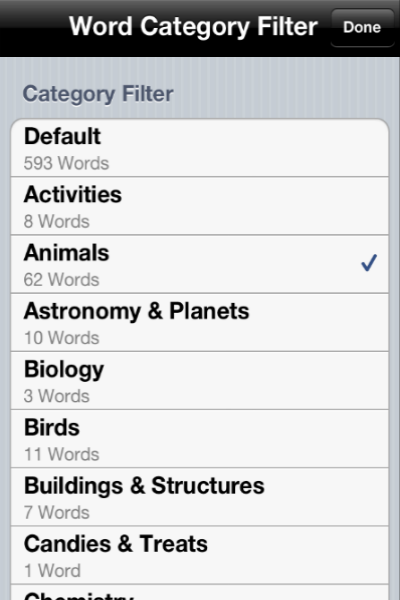 Word Category Filter
Done
Category Filter
Default
593 Words
Activities
8 Words
Animals
62 Words
Astronomy & Planets
10 Words
Biology
3 Words
Birds
11 Words
Buildings & Structures
7 Words
Candies & Treats
1 Word
Chemistry